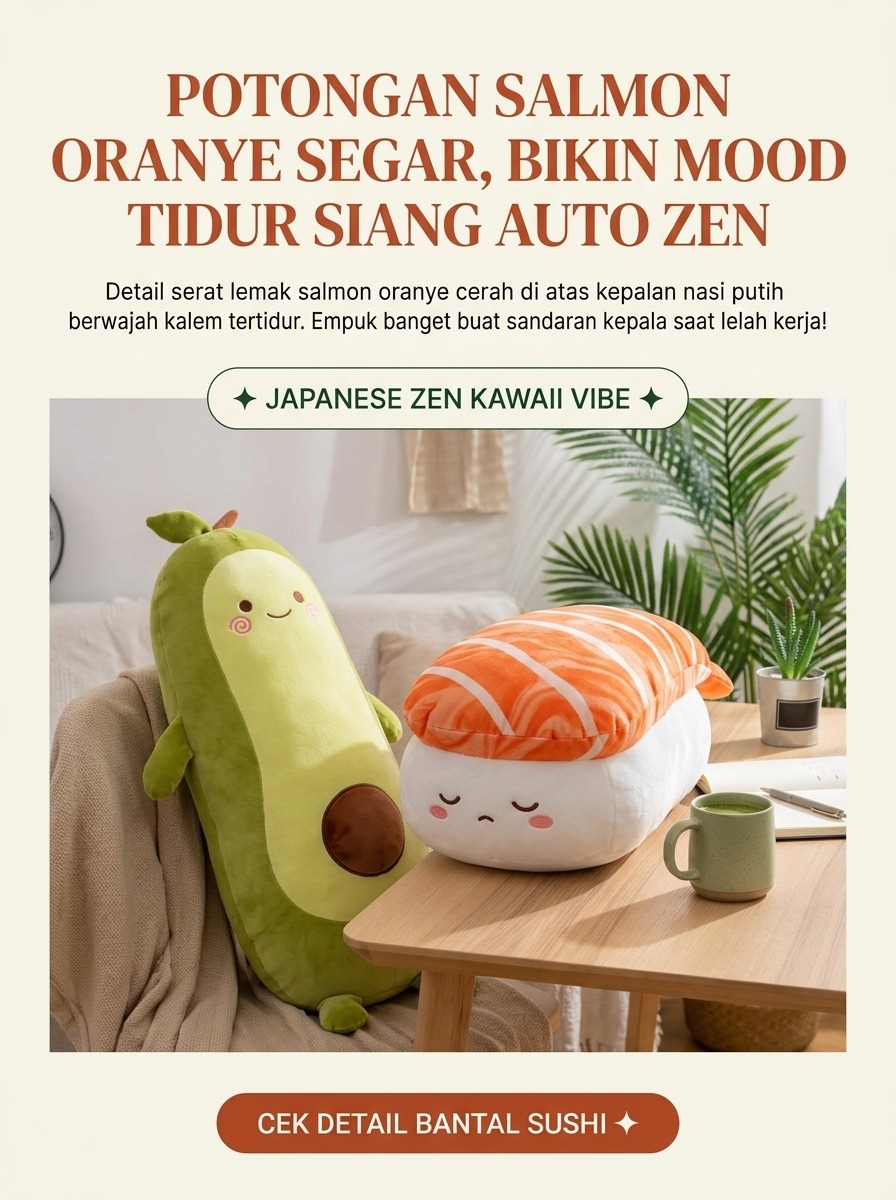 POTONGAN SALMON
ORANYE SEGAR, BIKIN MOOD
TIDUR SIANG AUTO ZEN
Detail serat lemak salmon oranye cerah di atas kepalan nasi putih
berwajah kalem tertidur. Empuk banget buat sandaran kepala saat lelah kerja!
✦ JAPANESE ZEN KAWAII VIBE ✦
CEK DETAIL BANTAL SUSHI ✦